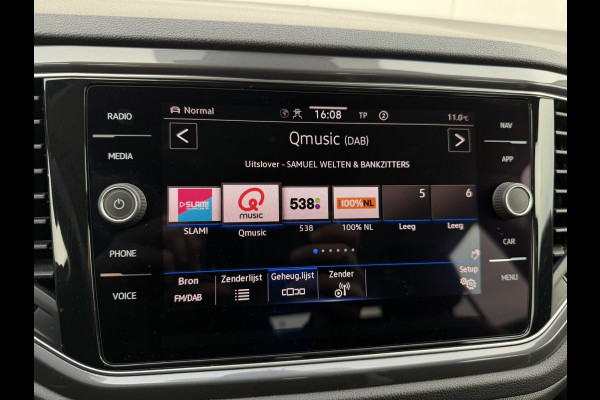 RADIO
MEDIA
PHONE
VOICE
Normal
16:08
TP
2
11.0°C
Qmusic (DAB)
Uitslover - SAMUEL WELTEN & BANKZITTERS
SLAM!
Q MUSIC
538
100%NL
5
6
SLAM!
Qmusic
538
100% NL
Leeg
Leeg
Bron
FM/DAB
Zenderlijst
Geheug.lijst
Zender
Setup
NAV
APP
CAR
MENU